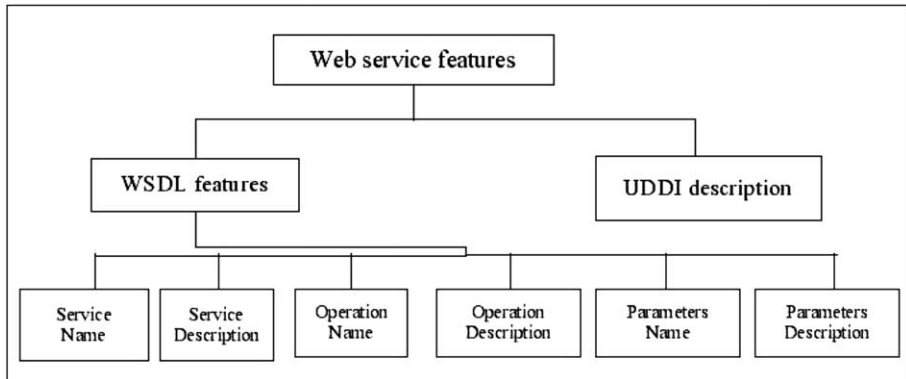 Web service features
WSDL features
UDDI description
Service
Name
Service
Description
Operation
Name
Operation
Description
Parameters
Name
Parameters
Description